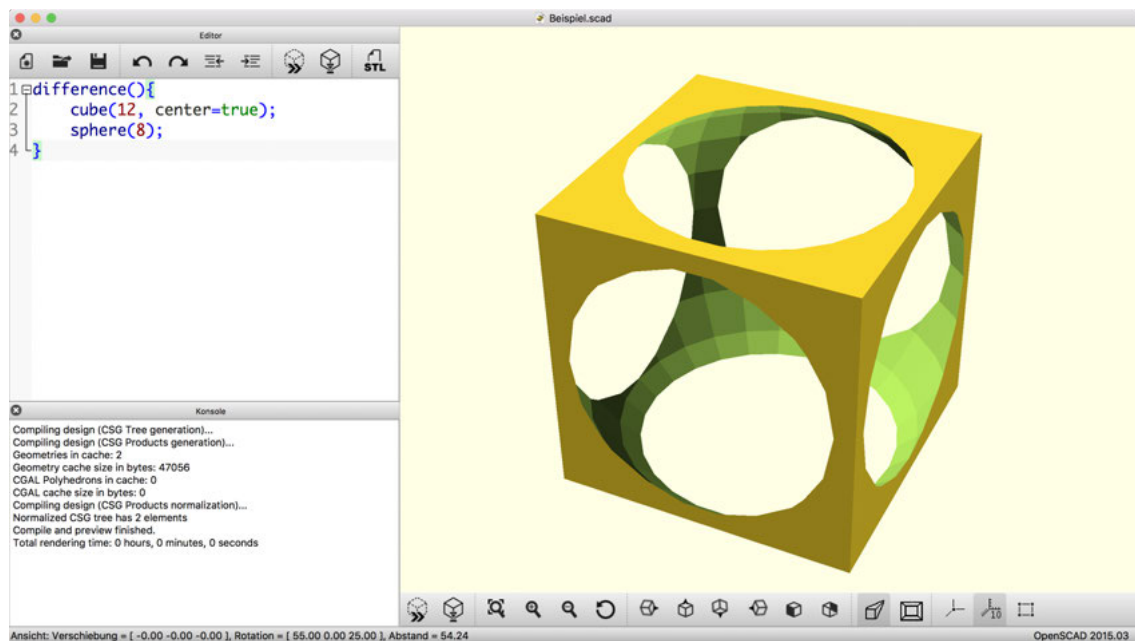 Beispiel.scad
Editor
STL
1 difference(){
2 cube(12, center=true);
3 sphere(8);
4 }
Konsole
Compiling design (CSG Tree generation)...
Compiling design (CSG Products generation)...
Geometries in cache: 2
Geometry cache size in bytes: 47056
CGAL Polyhedrons in cache: 0
CGAL cache size in bytes: 0
Compiling design (CSG Products normalization)...
Normalized CSG tree has 2 elements
Compile and preview finished.
Total rendering time: 0 hours, 0 minutes, 0 seconds
10
Ansicht: Verschiebung = [ -0.00 -0.00 -0.00 ], Rotation = [ 55.00 0.00 25.00 ], Abstand = 54.24
OpenSCAD 2015.03